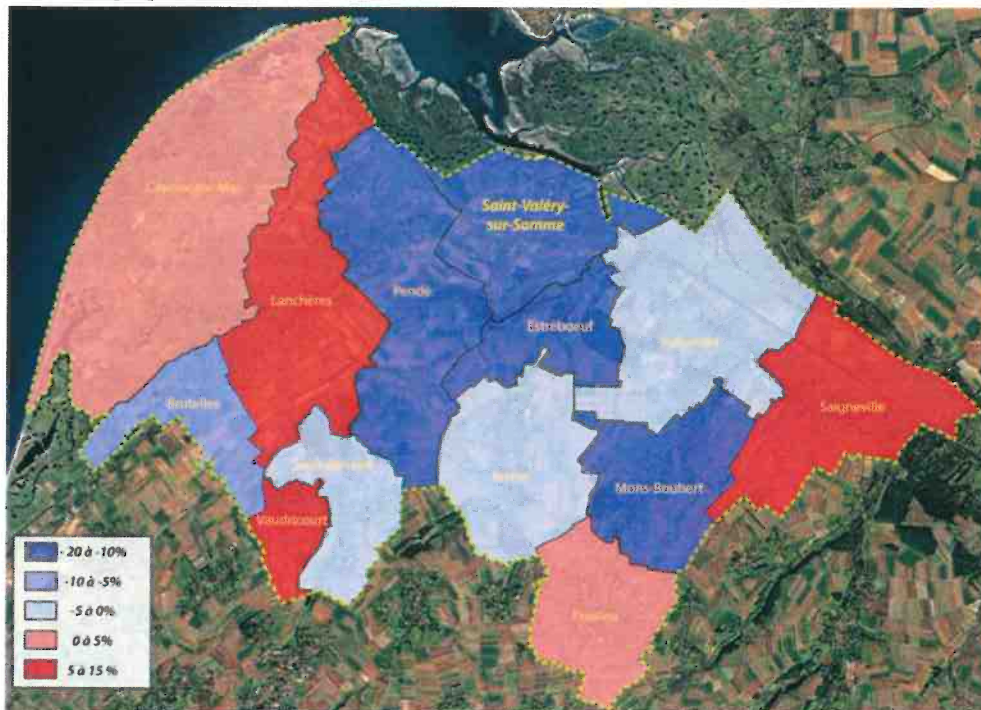 Saint-Valéry-
sur-Somme
Pendé
Lanchères
Estrébœuf
Brutelles
Saigneville
Mons-Boubert
Vaudricourt
- 20 à -10%
-10 à -5%
-5 à 0%
0 à 5%
5 à 15 %